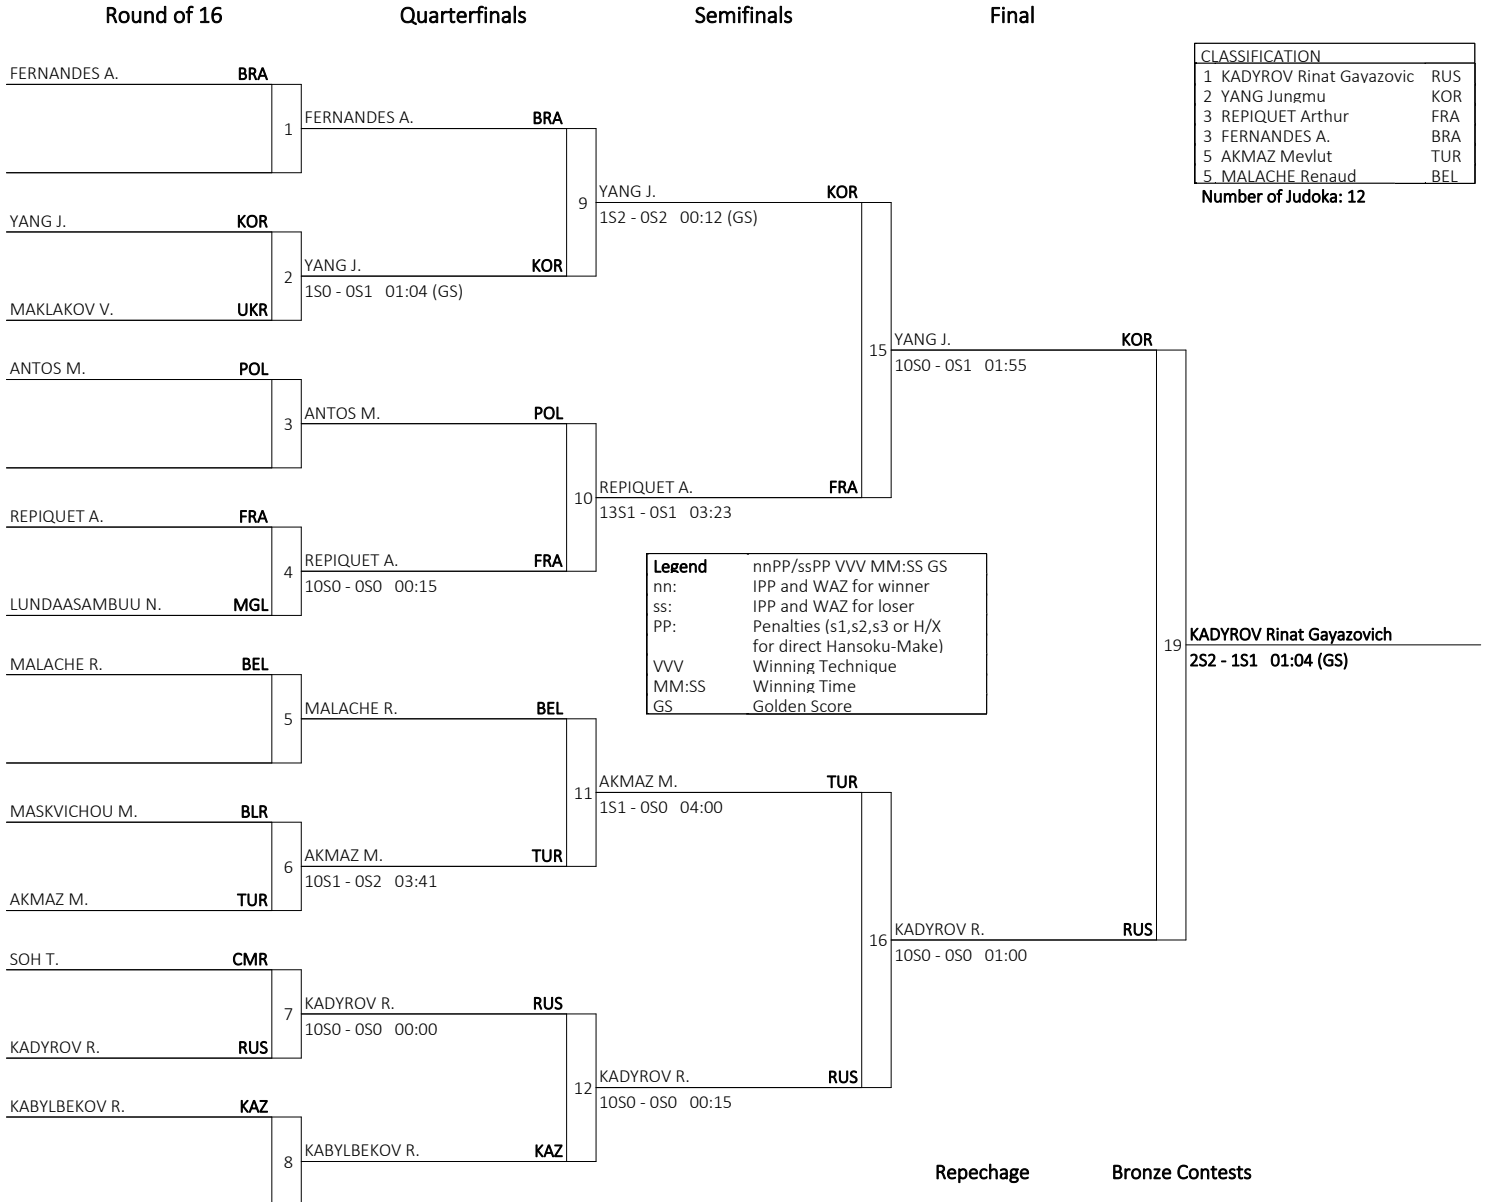 Round of 16
Quarterfinals
Semifinals
Final
CLASSIFICATION
1 KADYROV Rinat Gayazovic RUS
2 YANG Jungmu KOR
3 REPIQUET Arthur FRA
3 FERNANDES A. BRA
5 AKMAZ Mevlut TUR
5 MALACHE Renaud BEL
Number of Judoka: 12
FERNANDES A. BRA
1
YANG J. KOR
2
MAKLAKOV V. UKR
ANTOS M. POL
3
REPIQUET A. FRA
4
LUNDAASAMBUU N. MGL
MALACHE R. BEL
5
MASKVICHOU M. BLR
6
AKMAZ M. TUR
SOH T. CMR
7
KADYROV R. RUS
KABYLBEKOV R. KAZ
8
FERNANDES A. BRA
9
YANG J. KOR
1S0 - 0S1 01:04 (GS)
ANTOS M. POL
10
REPIQUET A. FRA
10S0 - 0S0 00:15
MALACHE R. BEL
11
AKMAZ M. TUR
10S1 - 0S2 03:41
KADYROV R. RUS
10S0 - 0S0 00:00
12
KABYLBEKOV R. KAZ
YANG J. KOR
1S2 - 0S2 00:12 (GS)
15
REPIQUET A. FRA
13S1 - 0S1 03:23
Legend nnPP/ssPP VVV MM:SS GS
nn: IPP and WAZ for winner
ss: IPP and WAZ for loser
PP: Penalties (s1,s2,s3 or H/X
for direct Hansoku-Make)
VVV Winning Technique
MM:SS Winning Time
GS Golden Score
AKMAZ M. TUR
1S1 - 0S0 04:00
16
KADYROV R. RUS
10S0 - 0S0 00:15
YANG J. KOR
10S0 - 0S1 01:55
19
KADYROV R. RUS
10S0 - 0S0 01:00
KADYROV Rinat Gayazovich
2S2 - 1S1 01:04 (GS)
Repechage
Bronze Contests